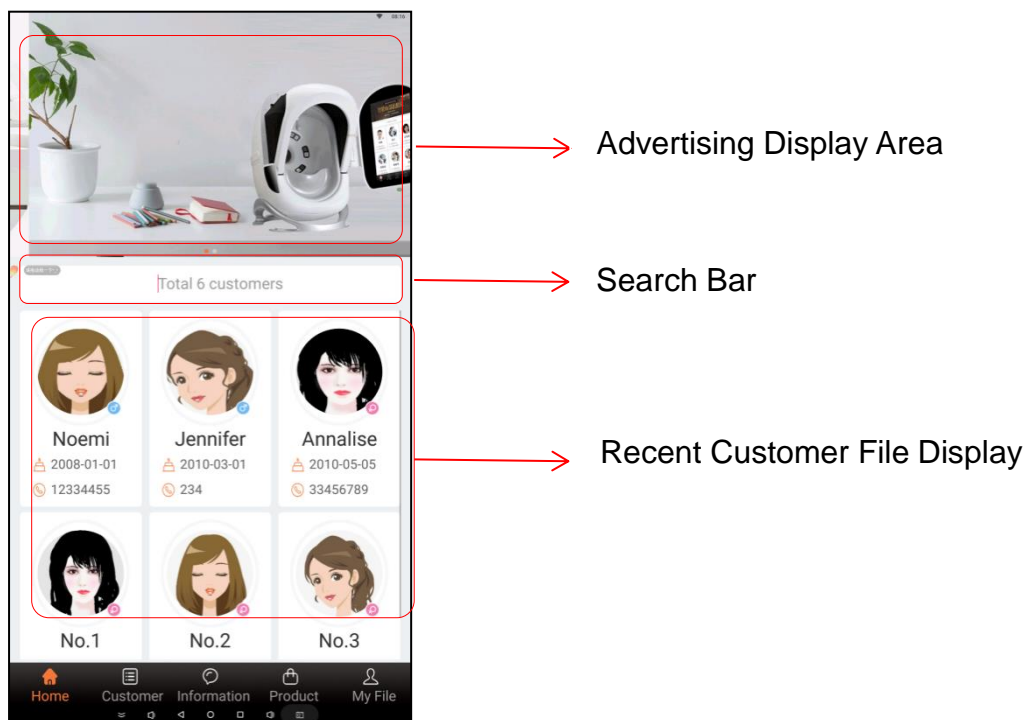 08:16
Advertising Display Area
Total 6 customers
Search Bar
Noemi
Jennifer
Annalise
2008-01-01
2010-03-01
2010-05-05
12334455
234
33456789
Recent Customer File Display
No.1
No.2
No.3
Home
Customer
Information
Product
My File